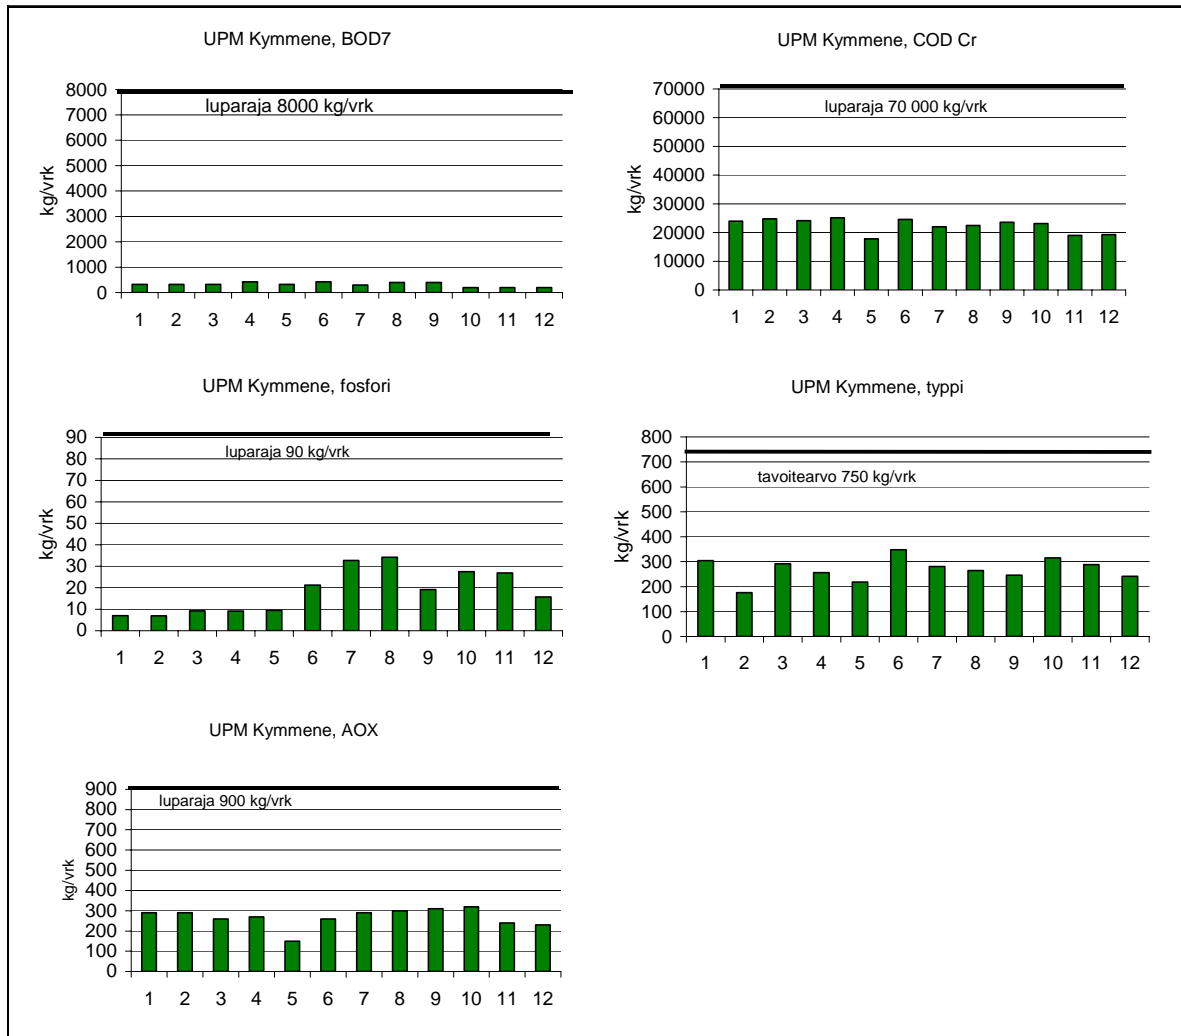 UPM Kymmene, BOD7
8000
7000
6000
5000
4000
3000
2000
1000
0
kg/vrk
luparaja 8000 kg/vrk
1 2 3 4 5 6 7 8 9 10 11 12
UPM Kymmene, COD Cr
70000
60000
50000
40000
30000
20000
10000
0
kg/vrk
luparaja 70 000 kg/vrk
1 2 3 4 5 6 7 8 9 10 11 12
UPM Kymmene, fosfori
90
80
70
60
50
40
30
20
10
0
kg/vrk
luparaja 90 kg/vrk
1 2 3 4 5 6 7 8 9 10 11 12
UPM Kymmene, typpi
800
700
600
500
400
300
200
100
0
kg/vrk
tavoitearvo 750 kg/vrk
1 2 3 4 5 6 7 8 9 10 11 12
UPM Kymmene, AOX
900
800
700
600
500
400
300
200
100
0
kg/vrk
luparaja 900 kg/vrk
1 2 3 4 5 6 7 8 9 10 11 12